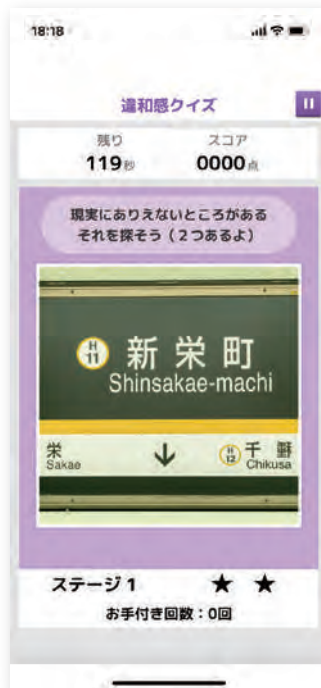 18:18
違和感クイズ
残り スコア
119秒 0000点
現実にありえないところがある
それを探そう（2つあるよ）
H
11
新栄町
Shinsakae-machi
栄
Sakae
↓
H
12
千
Chikusa
ステージ1 ★ ★
お手付き回数：0回